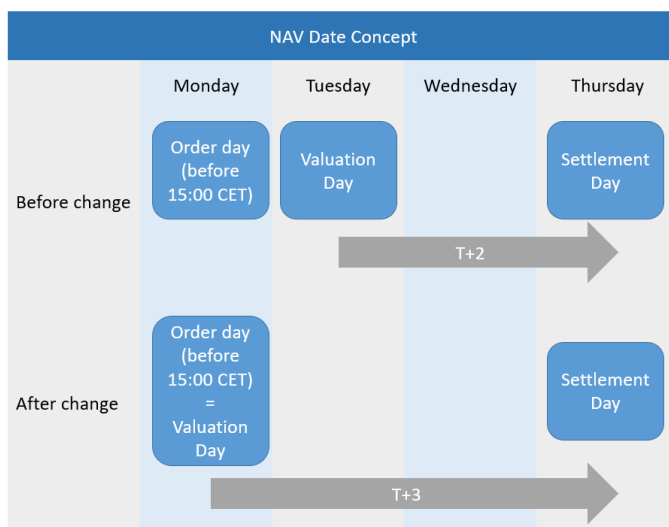 NAV Date Concept
Monday
Tuesday
Wednesday
Thursday
Before change
Order day
(before
15:00 CET)
Valuation
Day
Settlement
Day
T+2
After change
Order day
(before
15:00 CET)
=
Valuation
Day
Settlement
Day
T+3